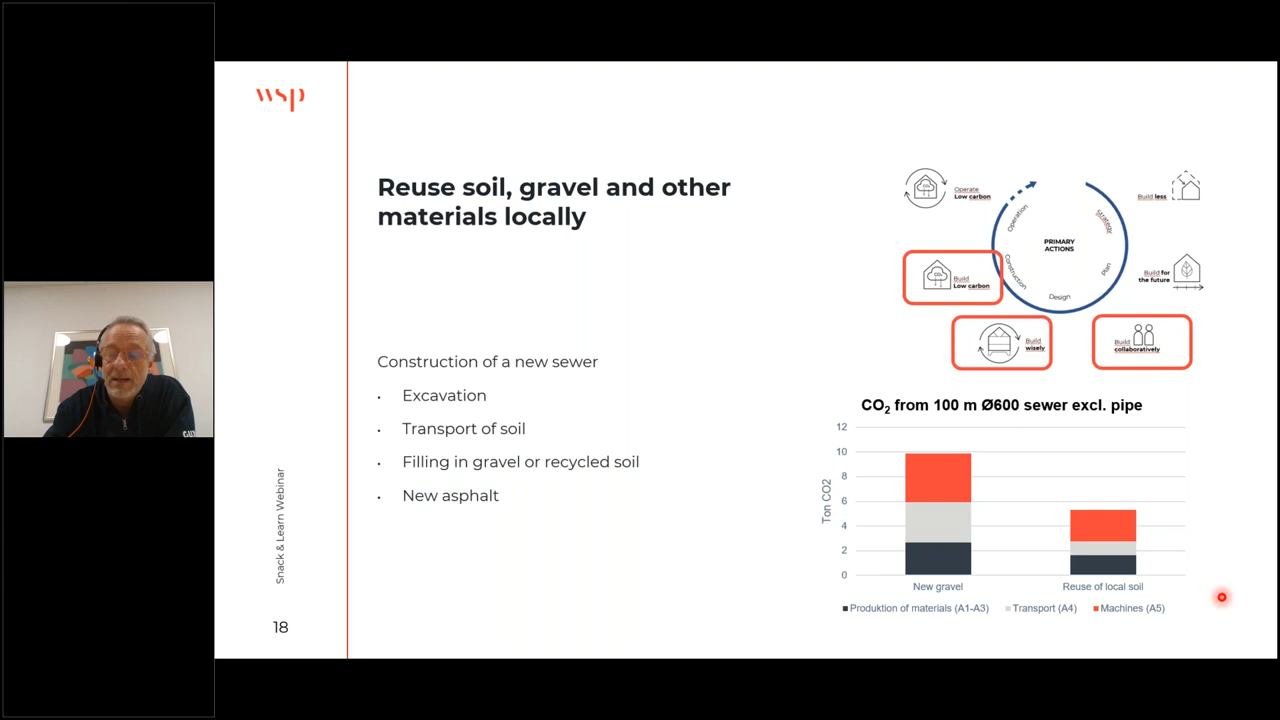 wsp
Reuse soil, gravel and other
materials locally
Construction of a new sewer
• Excavation
• Transport of soil
• Filling in gravel or recycled soil
• New asphalt
Snack & Learn Webinar
18
Operate
Low carbon
Build less
Operation
Strategy
PRIMARY
ACTIONS
Build
Low carbon
Construction
Plan
Build for
the future
Design
Build
wisely
Build
collaboratively
CO2 from 100 m Ø600 sewer excl. pipe
Ton CO2
12
10
8
6
4
2
0
New gravel
Reuse of local soil
Produktion of materials (A1-A3)
Transport (A4)
Machines (A5)